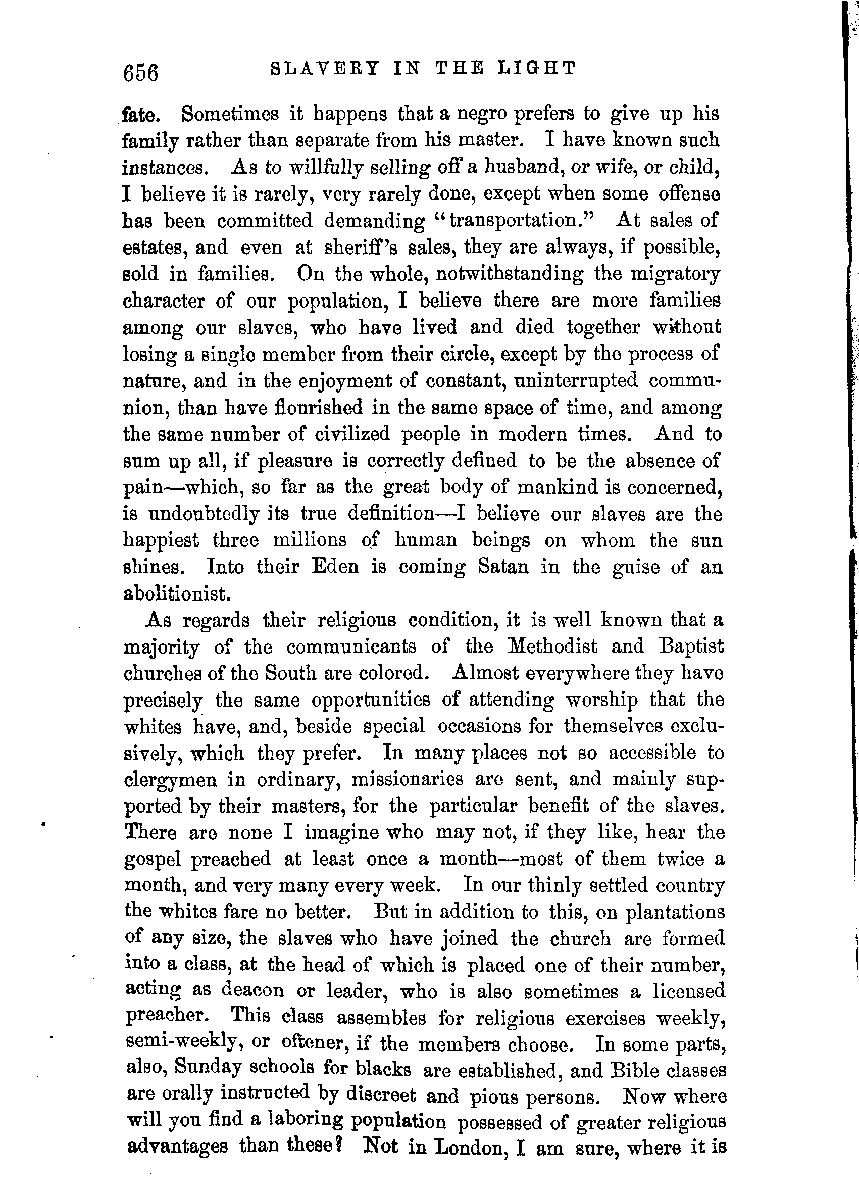 656 SLAVERY IN THE LIGHT
fate. Sometimes it happens that a negro prefers to give up his
family rather than separate from his master. I have known such
instances. As to willfully selling off a husband, or wife, or child,
I believe it is rarely, very rarely done, except when some offense
has been committed demanding “transportation.” At sales of
estates, and even at sheriff’s sales, they are always, if possible,
sold in families. On the whole, notwithstanding the migratory
character of our population, I believe there are more families
among our slaves, who have lived and died together without
losing a single member from their circle, except by the process of
nature, and in the enjoyment of constant, uninterrupted commu-
nion, than have flourished in the same space of time, and among
the same number of civilized people in modern times. And to
sum up all, if pleasure is correctly defined to be the absence of
pain—which, so far as the great body of mankind is concerned,
is undoubtedly its true definition—I believe our slaves are the
happiest three millions of human beings on whom the sun
shines. Into their Eden is coming Satan in the guise of an
abolitionist.
As regards their religious condition, it is well known that a
majority of the communicants of the Methodist and Baptist
churches of the South are colored. Almost everywhere they have
precisely the same opportunities of attending worship that the
whites have, and, beside special occasions for themselves exclu-
sively, which they prefer. In many places not so accessible to
clergymen in ordinary, missionaries are sent, and mainly sup-
ported by their masters, for the particular benefit of the slaves.
There are none I imagine who may not, if they like, hear the
gospel preached at least once a month—most of them twice a
month, and very many every week. In our thinly settled country
the whites fare no better. But in addition to this, on plantations
of any size, the slaves who have joined the church are formed
into a class, at the head of which is placed one of their number,
acting as deacon or leader, who is also sometimes a licensed
preacher. This class assembles for religious exercises weekly,
semi-weekly, or oftener, if the members choose. In some parts,
also, Sunday schools for blacks are established, and Bible classes
are orally instructed by discreet and pious persons. Now where
will you find a laboring population possessed of greater religious
advantages than these? Not in London, I am sure, where it is